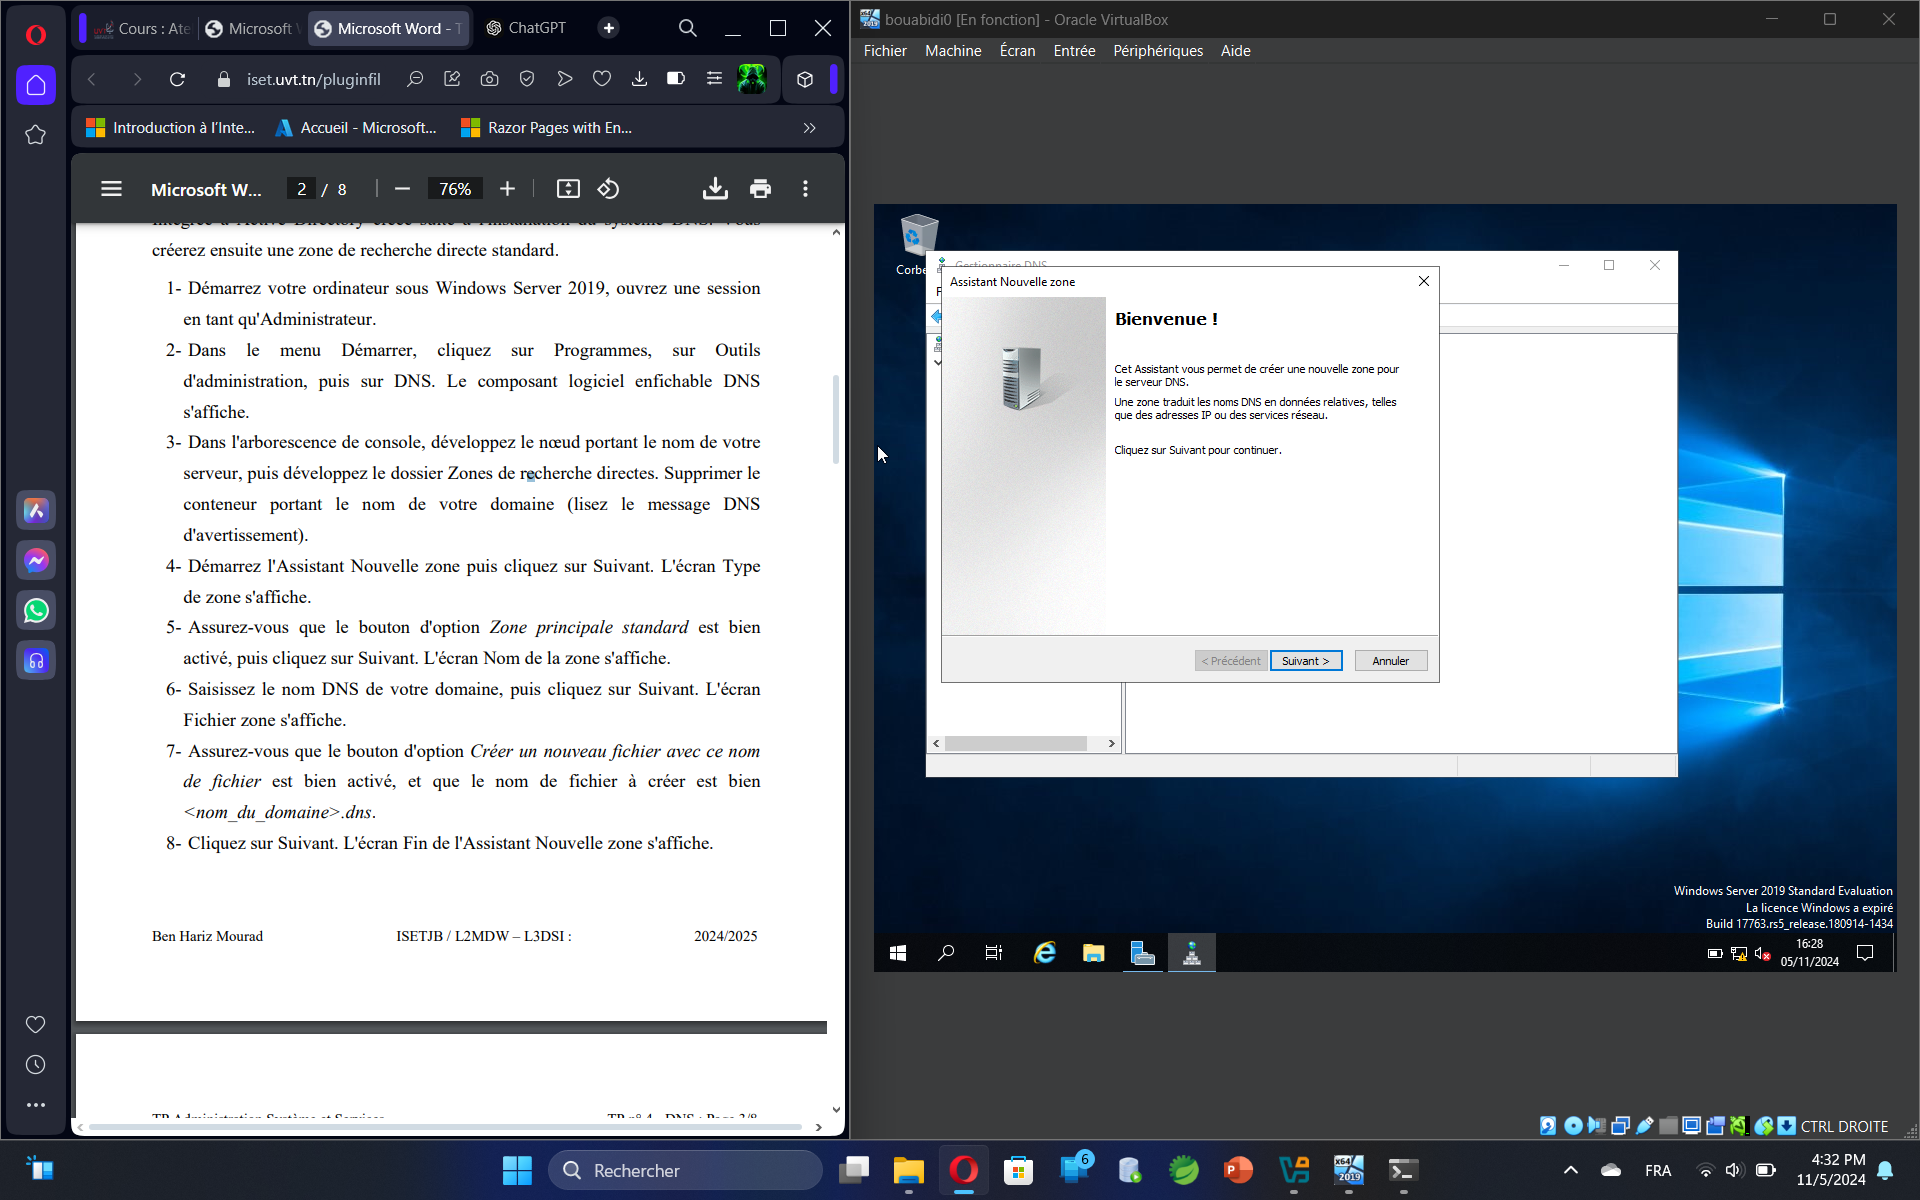 Cours : Ate
Microsoft V
Microsoft Word - T
ChatGPT
iset.uvt.tn/pluginfil
Introduction à l'Inte...
Accueil - Microsoft...
Razor Pages with En...
Microsoft W...
2 / 8
76%
créerez ensuite une zone de recherche directe standard.
1- Démarrez votre ordinateur sous Windows Server 2019, ouvrez une session
en tant qu'Administrateur.
2- Dans le menu Démarrer, cliquez sur Programmes, sur Outils
d'administration, puis sur DNS. Le composant logiciel enfichable DNS
s'affiche.
3- Dans l'arborescence de console, développez le nœud portant le nom de votre
serveur, puis développez le dossier Zones de recherche directes. Supprimer le
conteneur portant le nom de votre domaine (lisez le message DNS
d'avertissement).
4- Démarrez l'Assistant Nouvelle zone puis cliquez sur Suivant. L'écran Type
de zone s'affiche.
5- Assurez-vous que le bouton d'option Zone principale standard est bien
activé, puis cliquez sur Suivant. L'écran Nom de la zone s'affiche.
6- Saisissez le nom DNS de votre domaine, puis cliquez sur Suivant. L'écran
Fichier zone s'affiche.
7- Assurez-vous que le bouton d'option Créer un nouveau fichier avec ce nom
de fichier est bien activé, et que le nom de fichier à créer est bien
<nom_du_domaine>.dns.
8- Cliquez sur Suivant. L'écran Fin de l'Assistant Nouvelle zone s'affiche.
Ben Hariz Mourad
ISETJB / L2MDW – L3DSI :
2024/2025
bouabidi0 [En fonction] - Oracle VirtualBox
Fichier Machine Écran Entrée Périphériques Aide
Corbe
Gestionnaire DNS
F
Assistant Nouvelle zone
Bienvenue !
Cet Assistant vous permet de créer une nouvelle zone pour
le serveur DNS.
Une zone traduit les noms DNS en données relatives, telles
que des adresses IP ou des services réseau.
Cliquez sur Suivant pour continuer.
< Précédent
Suivant >
Annuler
Windows Server 2019 Standard Evaluation
La licence Windows a expiré
Build 17763.rs5_release.180914-1434
16:28
05/11/2024
CTRL DROITE
Rechercher
6
FRA
4:32 PM
11/5/2024